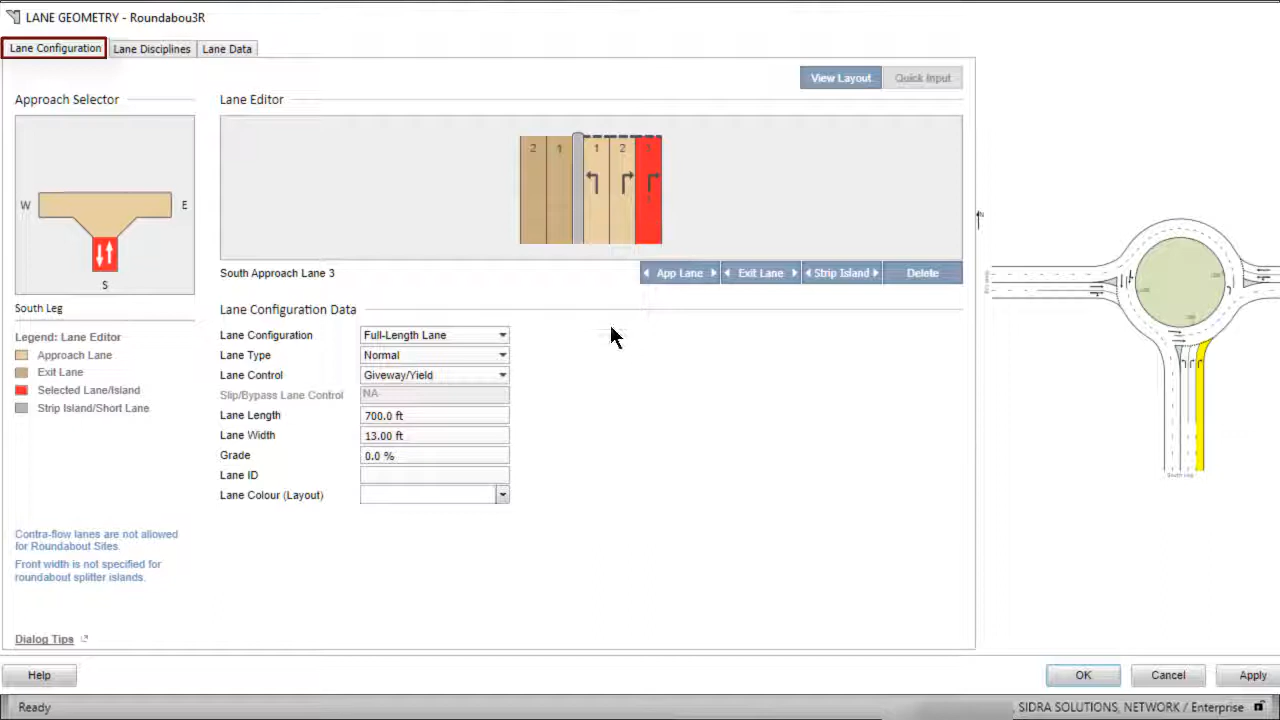 LANE GEOMETRY - Roundabou3R
Lane Configuration
Lane Disciplines
Lane Data
View Layout
Quick Input
Approach Selector
W
E
S
South Leg
Legend: Lane Editor
Approach Lane
Exit Lane
Selected Lane/Island
Strip Island/Short Lane
Contra-flow lanes are not allowed
for Roundabout Sites.
Front width is not specified for
roundabout splitter islands.
Dialog Tips
Lane Editor
2 1 1 2
South Approach Lane 3
App Lane
Exit Lane
Strip Island
Delete
Lane Configuration Data
Lane Configuration Full-Length Lane
Lane Type Normal
Lane Control Giveway/Yield
Slip/Bypass Lane Control NA
Lane Length 700.0 ft
Lane Width 13.00 ft
Grade 0.0 %
Lane ID
Lane Colour (Layout)
South Leg
Help
OK
Cancel
Apply
Ready
, SIDRA SOLUTIONS, NETWORK / Enterprise